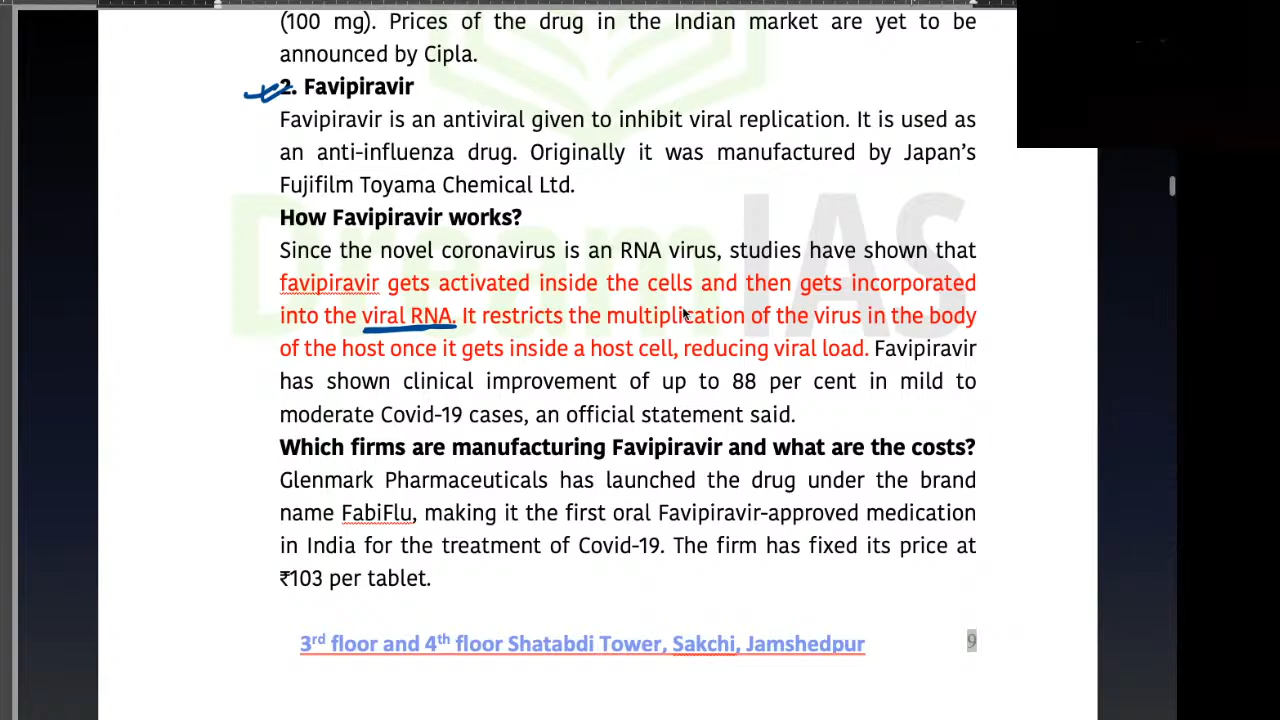 (100 mg). Prices of the drug in the Indian market are yet to be
announced by Cipla.
2. Favipiravir
Favipiravir is an antiviral given to inhibit viral replication. It is used as
an anti-influenza drug. Originally it was manufactured by Japan’s
Fujifilm Toyama Chemical Ltd.
How Favipiravir works?
Since the novel coronavirus is an RNA virus, studies have shown that
favipiravir gets activated inside the cells and then gets incorporated
into the viral RNA. It restricts the multiplication of the virus in the body
of the host once it gets inside a host cell, reducing viral load. Favipiravir
has shown clinical improvement of up to 88 per cent in mild to
moderate Covid-19 cases, an official statement said.
Which firms are manufacturing Favipiravir and what are the costs?
Glenmark Pharmaceuticals has launched the drug under the brand
name FabiFlu, making it the first oral Favipiravir-approved medication
in India for the treatment of Covid-19. The firm has fixed its price at
₹103 per tablet.
3rd floor and 4th floor Shatabdi Tower, Sakchi, Jamshedpur 9
Dream IAS